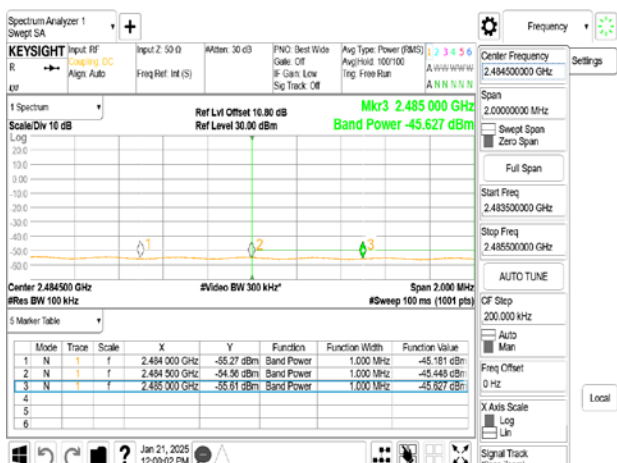 Spectrum Analyzer 1
Swept SA
Frequency
KEYSIGHT
Input: RF
Coupling: DC
Align: Auto
Input Z: 50 Ω
Freq Ref: Int (S)
#Atten: 30 dB
PNO: Best Wide
Gate: Off
IF Gain: Low
Sig Track: Off
Avg Type: Power (RMS)
Avg|Hold: 100/100
Trig: Free Run
1 2 3 4 5 6
A W W W W W
A N N N N N
R
1 Spectrum
Scale/Div 10 dB
Log
Ref Lvl Offset 10.80 dB
Ref Level 30.00 dBm
Mkr3 2.485 000 GHz
Band Power -45.627 dBm
20.0
10.0
0.00
-10.0
-20.0
-30.0
-40.0
-50.0
-60.0
1
2
3
Center 2.484500 GHz
#Res BW 100 kHz
#Video BW 300 kHz*
Span 2.000 MHz
#Sweep 100 ms (1001 pts)
5 Marker Table
Mode Trace Scale X Y Function Function Width Function Value
1 N 1 f 2.484 000 GHz -55.27 dBm Band Power 1.000 MHz -45.181 dBm
2 N 1 f 2.484 500 GHz -54.56 dBm Band Power 1.000 MHz -45.448 dBm
3 N 1 f 2.485 000 GHz -55.61 dBm Band Power 1.000 MHz -45.627 dBm
4
5
6
Jan 21, 2025
12:00:02 PM
Center Frequency
2.484500000 GHz
Settings
Span
2.00000000 MHz
Swept Span
Zero Span
Full Span
Start Freq
2.483500000 GHz
Stop Freq
2.485500000 GHz
AUTO TUNE
CF Step
200.000 kHz
Auto
Man
Freq Offset
0 Hz
Local
X Axis Scale
Log
Lin
Signal Track